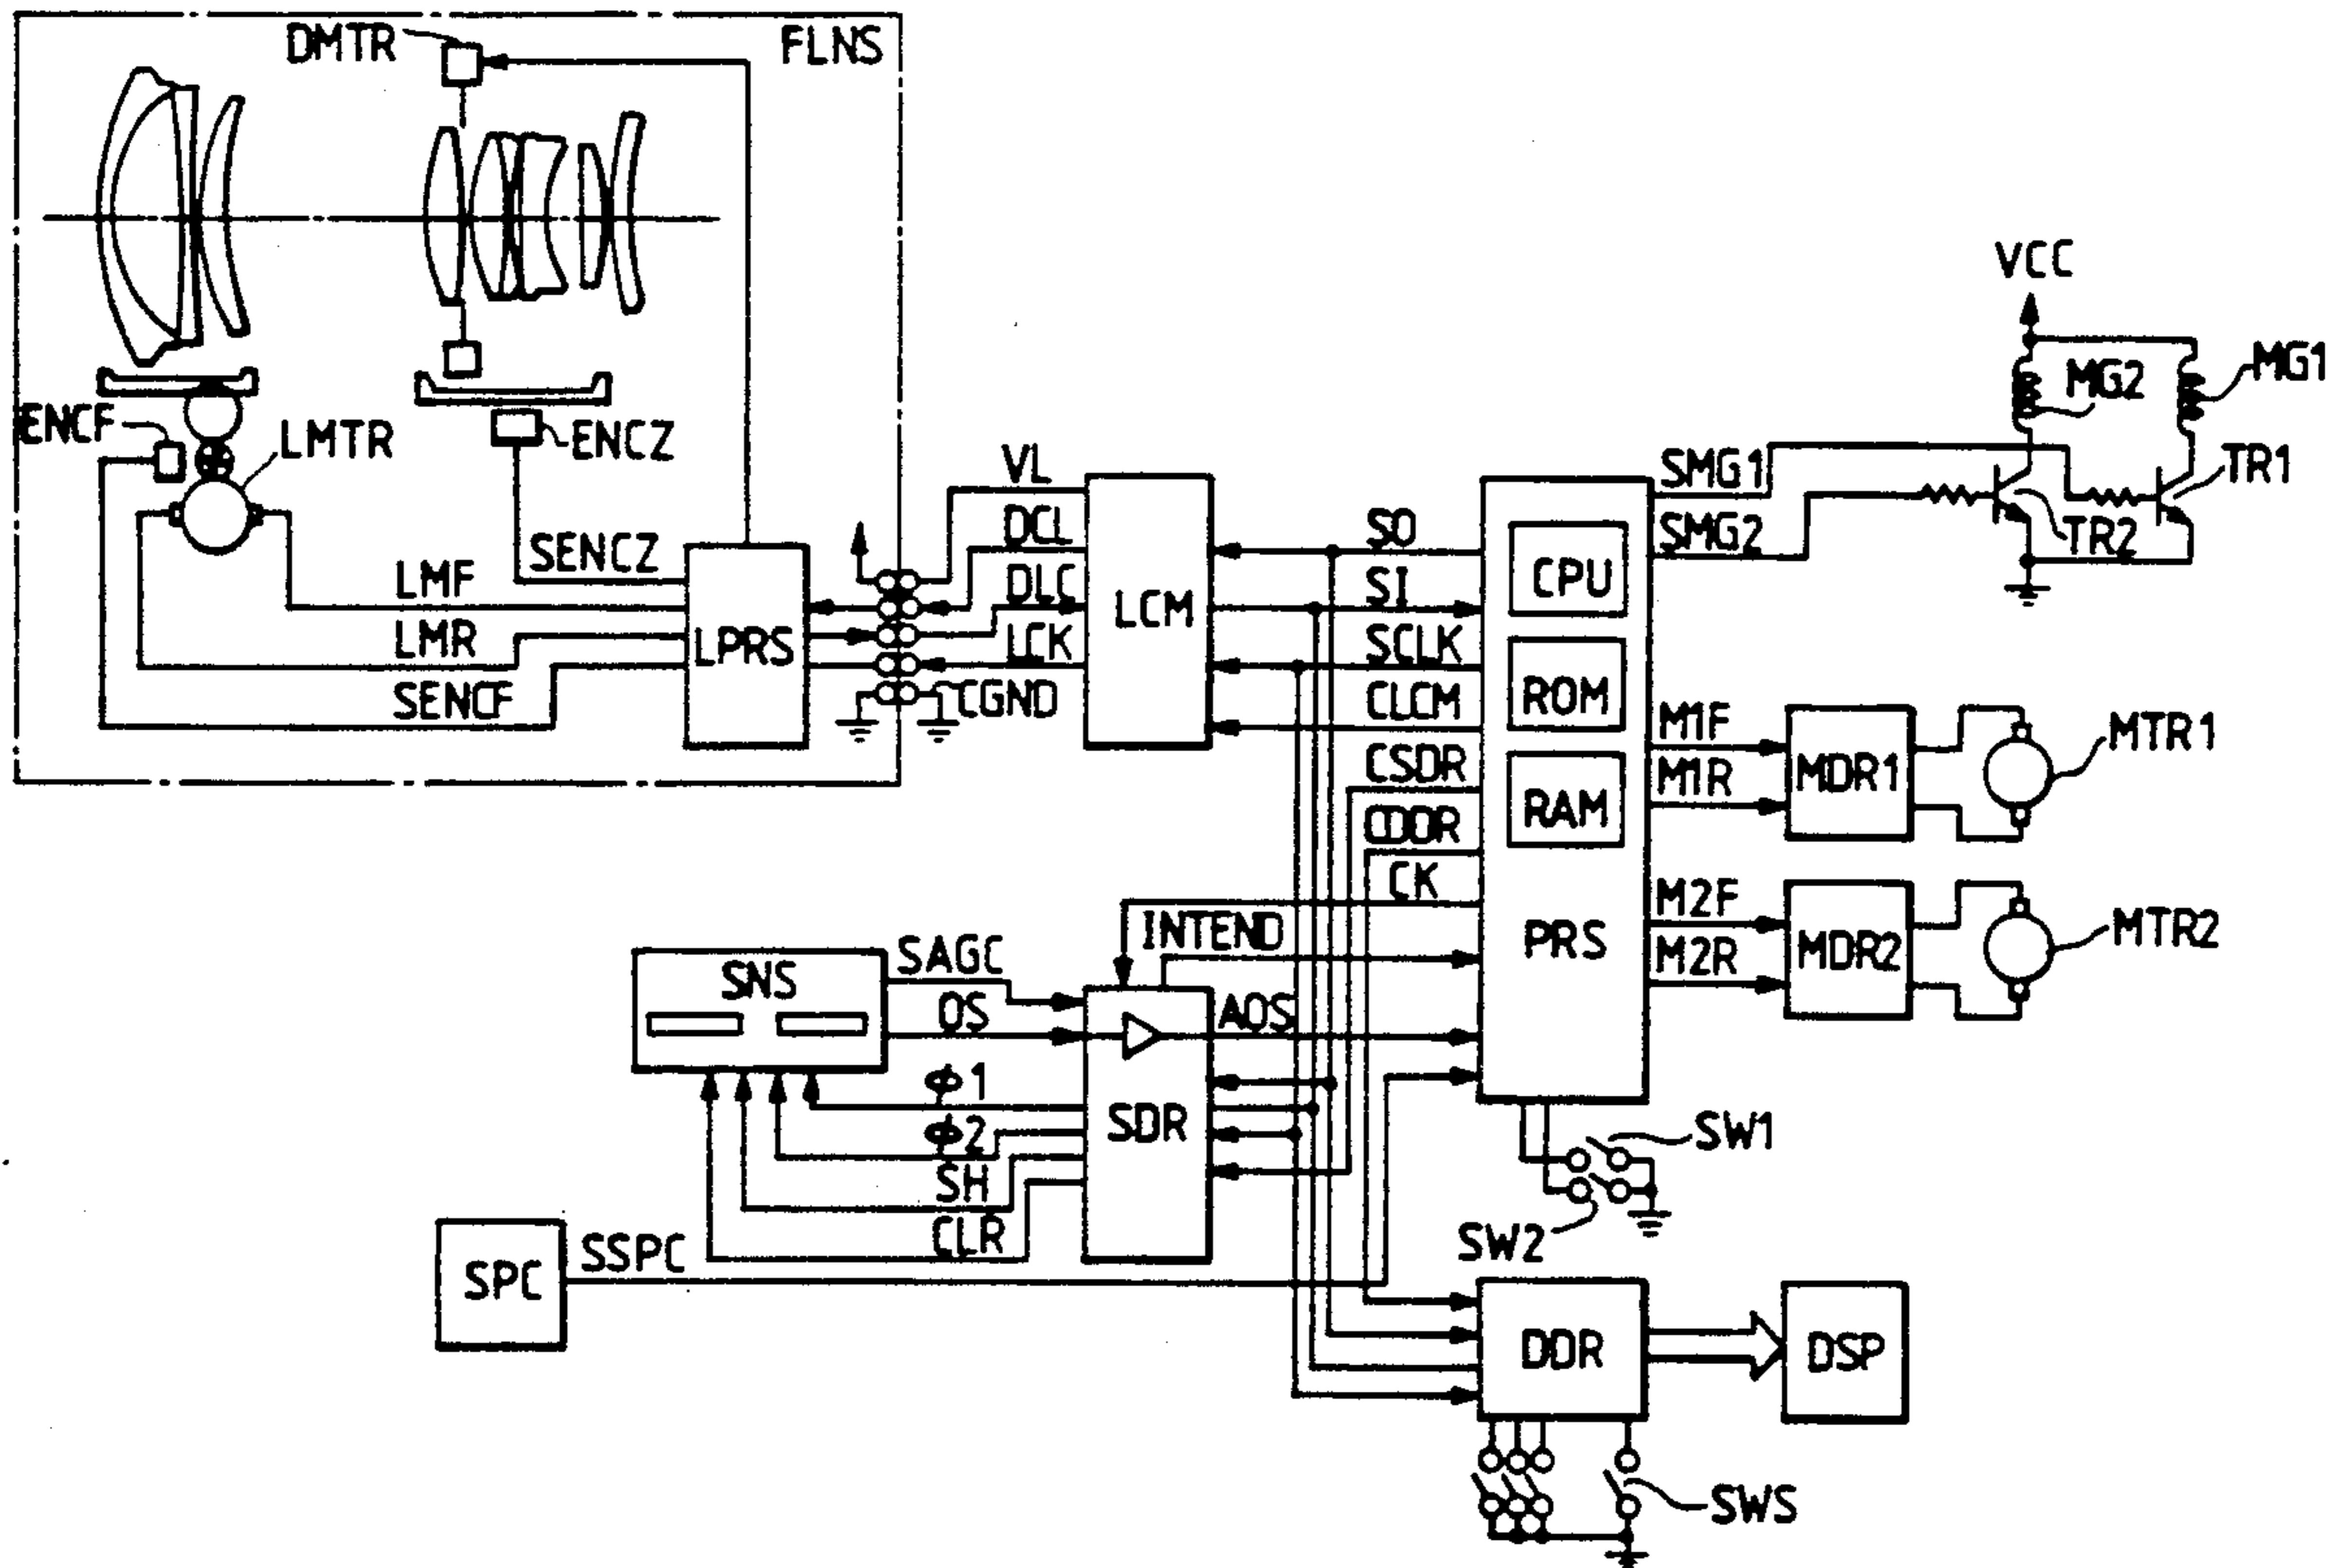 DMTR
FLNS
VCC
MG2
MG1
ENCF
LMTR
ENCZ
VL
SMG1
TR1
DCL
SO
SMG2
TR2
SENCZ
CPU
LMF
DLC
SI
LCM
LMR
LPRS
LCK
SCLK
ROM
SENCF
CGND
CLCM
M1F
MTR1
CSDR
M1R
MDR1
RAM
CDDR
CK
M2F
INTEND
PRS
MTR2
SAGC
M2R
MDR2
SNS
OS
AOS
ϕ1
SDR
ϕ2
SW1
SH
CLR
SW2
SSPC
SPC
DDR
DSP
SWS